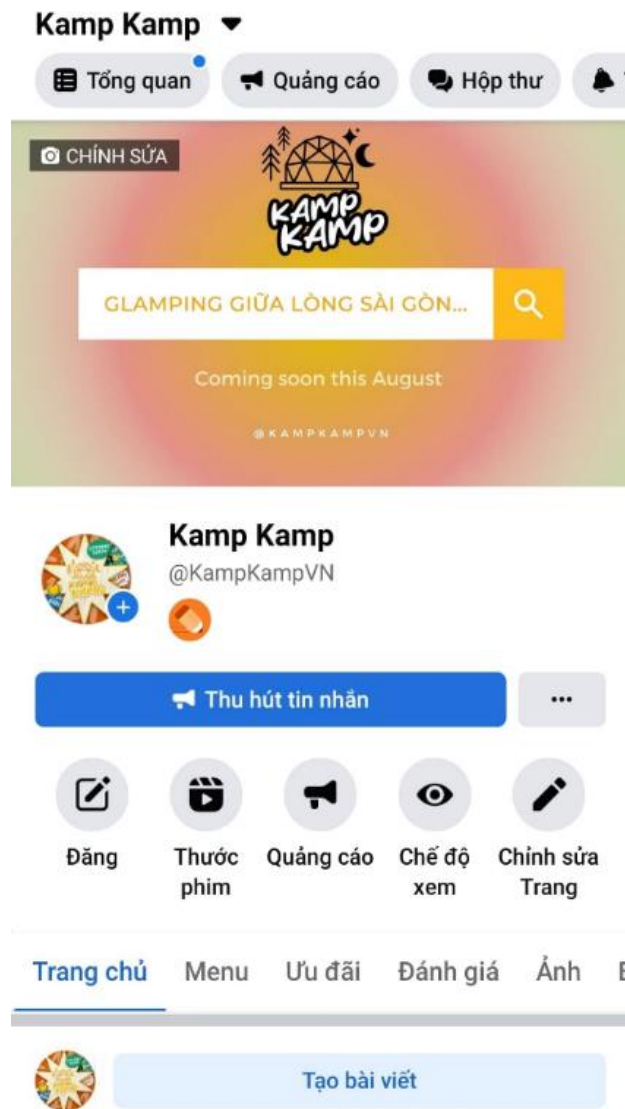 Kamp Kamp
Tổng quan
Quảng cáo
Hộp thư
CHỈNH SỬA
KAMP
KAMP
GLAMPING GIỮA LÒNG SÀI GÒN...
Coming soon this August
@KAMPKAMPVN
Kamp Kamp
@KampKampVN
Thu hút tin nhắn
Đăng
Thước phim
Quảng cáo
Chế độ xem
Chỉnh sửa Trang
Trang chủ
Menu
Ưu đãi
Đánh giá
Ảnh
Tạo bài viết